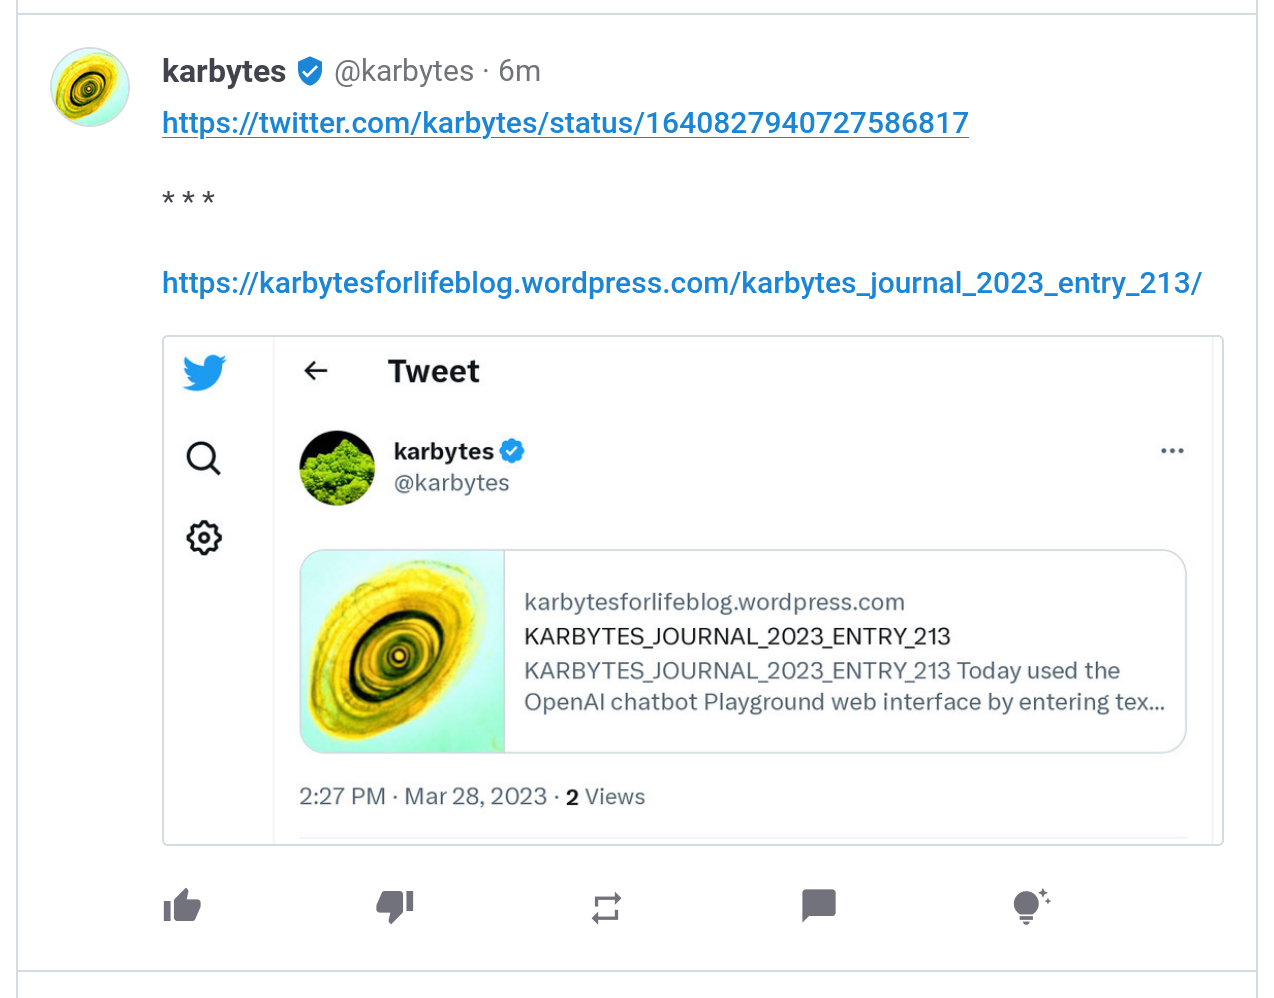 karbytes @karbytes · 6m
https://twitter.com/karbytes/status/1640827940727586817
* * *
https://karbytesforlifeblog.wordpress.com/karbytes_journal_2023_entry_213/
Tweet
karbytes
@karbytes
karbytesforlifeblog.wordpress.com
KARBYTES_JOURNAL_2023_ENTRY_213
KARBYTES_JOURNAL_2023_ENTRY_213 Today used the
OpenAI chatbot Playground web interface by entering tex...
2:27 PM · Mar 28, 2023 · 2 Views